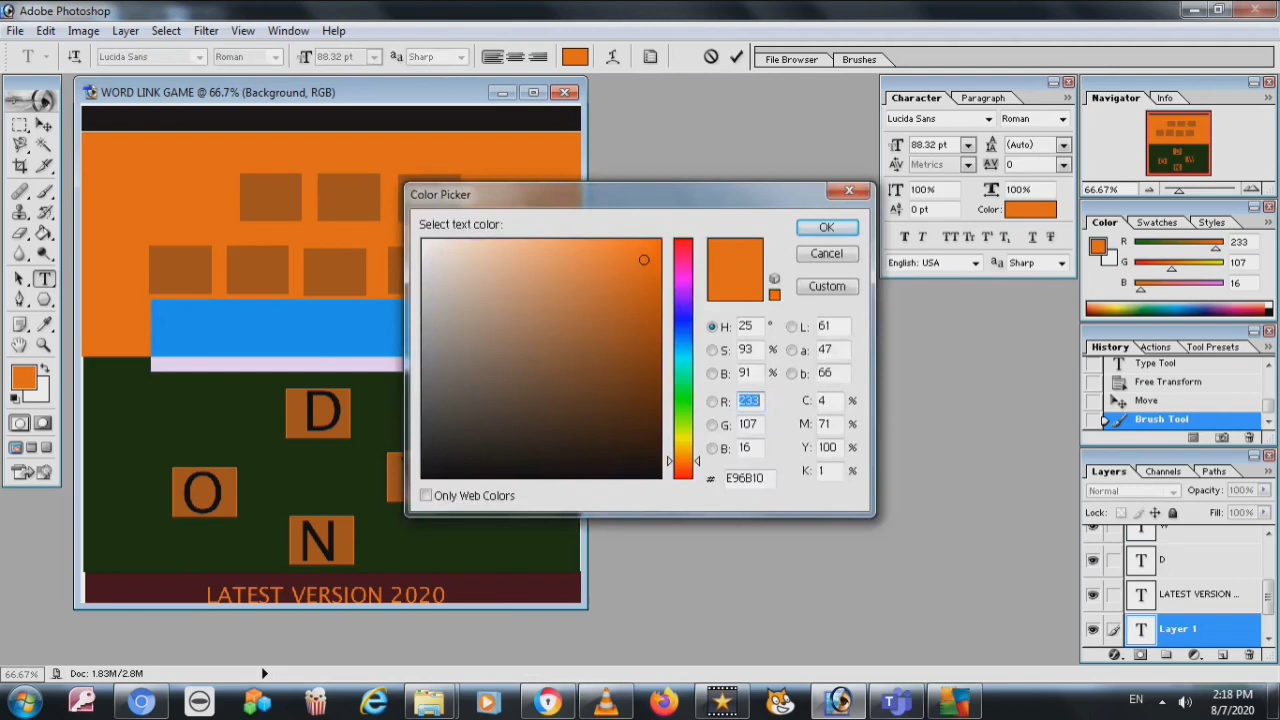 Adobe Photoshop
File Edit Image Layer Select Filter View Window Help
T T Lucida Sans Roman T 88.32 pt aa Sharp File Browser Brushes
WORD LINK GAME @ 66.7% (Background, RGB)
D
O
N
LATEST VERSION 2020
Color Picker
Select text color:
OK
Cancel
Custom
H: 25 ° L: 61
S: 93 % a: 47
B: 91 % b: 66
R: 233 C: 4 %
G: 107 M: 71 %
B: 16 Y: 100 %
# E96B10 K: 1 %
Only Web Colors
Character Paragraph
Lucida Sans Roman
88.32 pt (Auto)
Metrics 0
100% 100%
0 pt Color:
T T TT Tt T¹ T₁ T T
English: USA aa Sharp
Navigator Info
66.67%
Color Swatches Styles
R 233
G 107
B 16
History Actions Tool Presets
Type Tool
Free Transform
Move
Brush Tool
Layers Channels Paths
Normal Opacity: 100%
Lock: Fill: 100%
T W
T D
T LATEST VERSION ...
T Layer 1
66.67% Doc: 1.83M/2.8M
EN 2:18 PM
8/7/2020